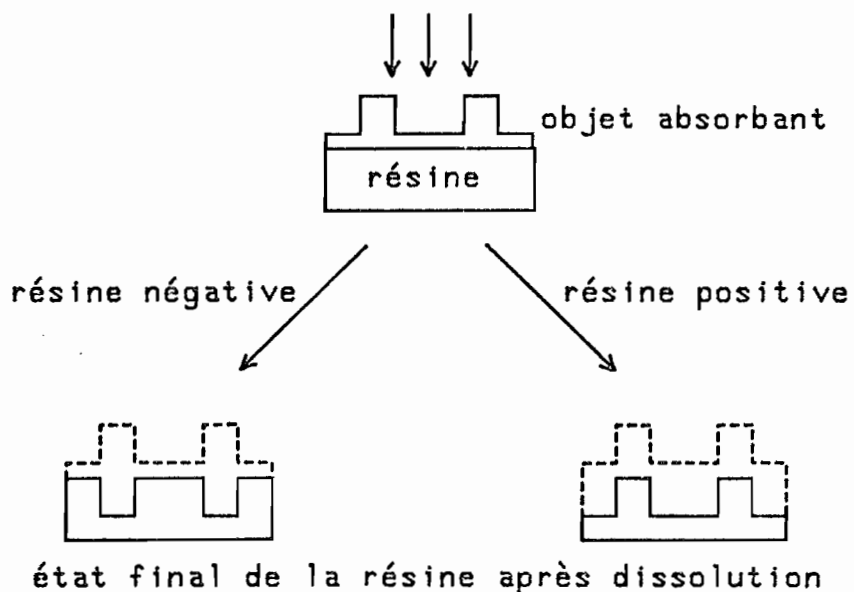 objet absorbant
résine
résine négative
résine positive
état final de la résine après dissolution